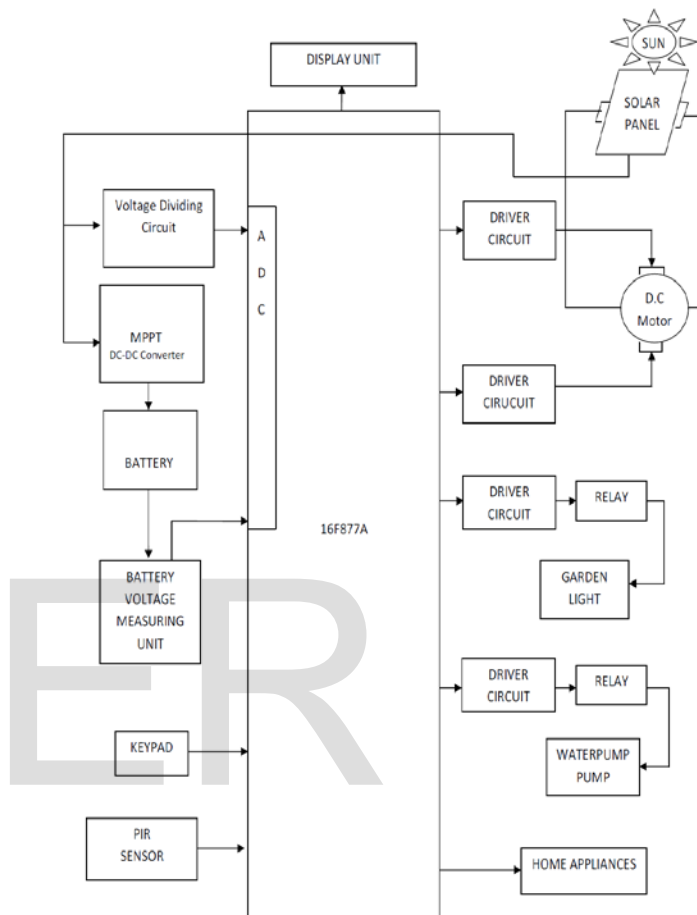 DISPLAY UNIT
SUN
SOLAR
PANEL
Voltage Dividing
Circuit
A
D
C
DRIVER
CIRCUIT
D.C
Motor
MPPT
DC-DC Converter
DRIVER
CIRUCUIT
BATTERY
DRIVER
CIRCUIT
RELAY
16F877A
BATTERY
VOLTAGE
MEASURING
UNIT
GARDEN
LIGHT
ER
DRIVER
CIRCUIT
RELAY
KEYPAD
WATERPUMP
PUMP
PIR
SENSOR
HOME APPLIANCES